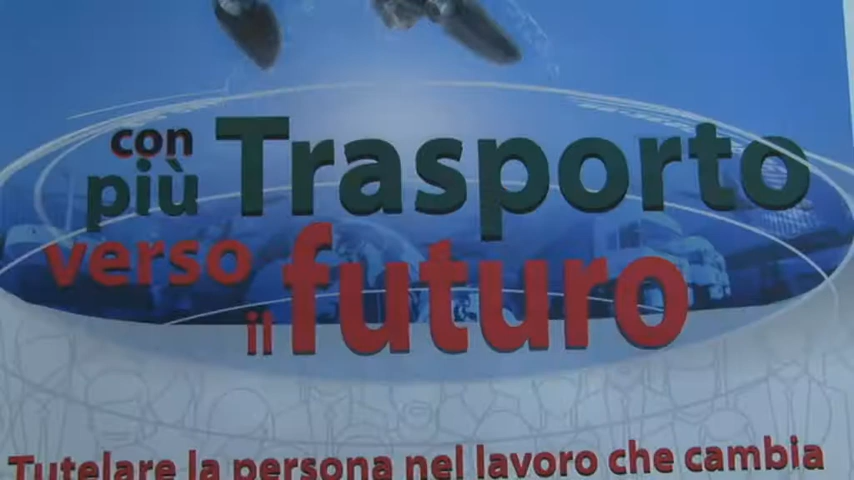 con
più Trasporto
verso
il futuro
Tutelare la persona nel lavoro che cambia